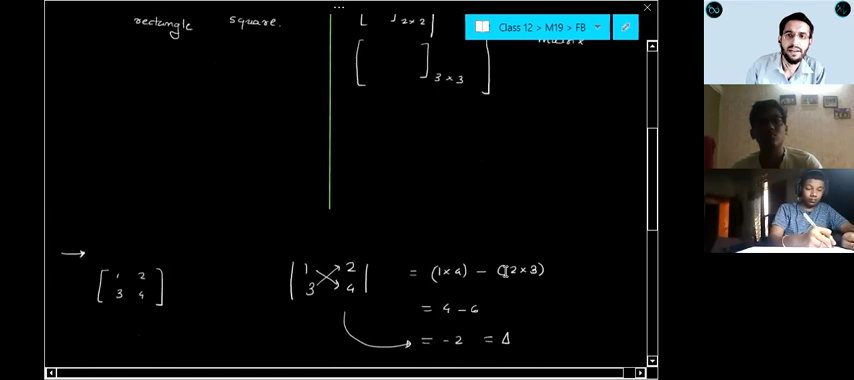 rectangle square.
[ ] 2 × 2
Class 12 > M19 > FB
[ ] 3 × 3
→
[ 1 2
3 4 ]
| 1 2
3 4 | = (1 × 4) − (2 × 3)
= 4 − 6
= − 2 = Δ